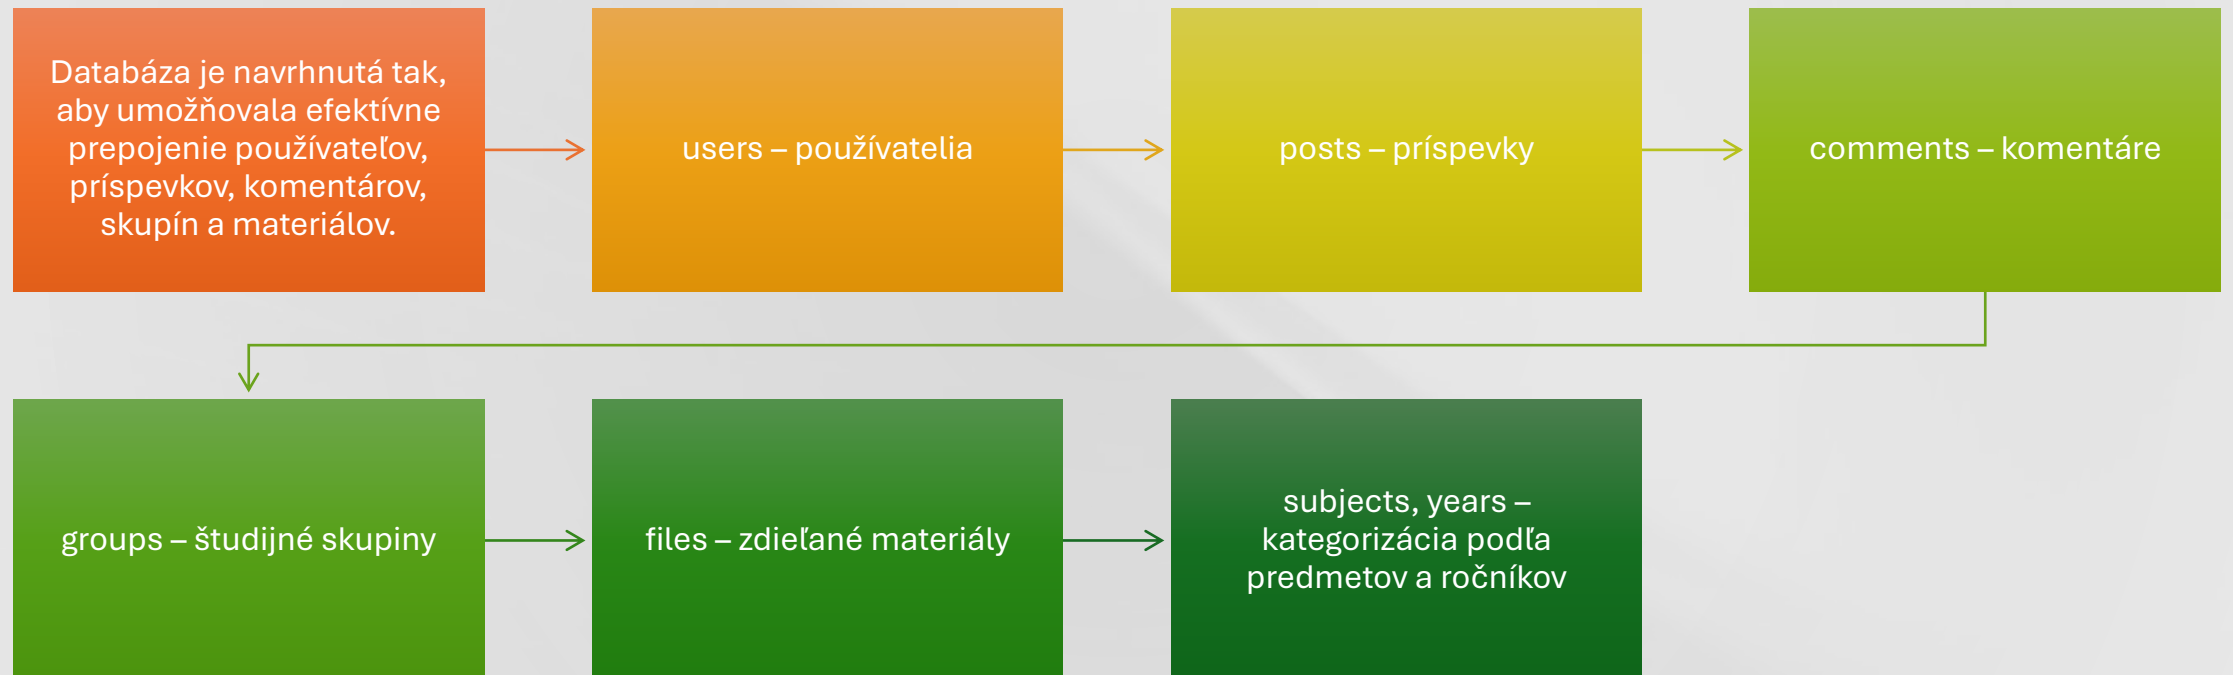 Databáza je navrhnutá tak,
aby umožňovala efektívne
prepojenie používateľov,
príspevkov, komentárov,
skupín a materiálov.
users – používatelia
posts – príspevky
comments – komentáre
groups – študijné skupiny
files – zdieľané materiály
subjects, years –
kategorizácia podľa
predmetov a ročníkov